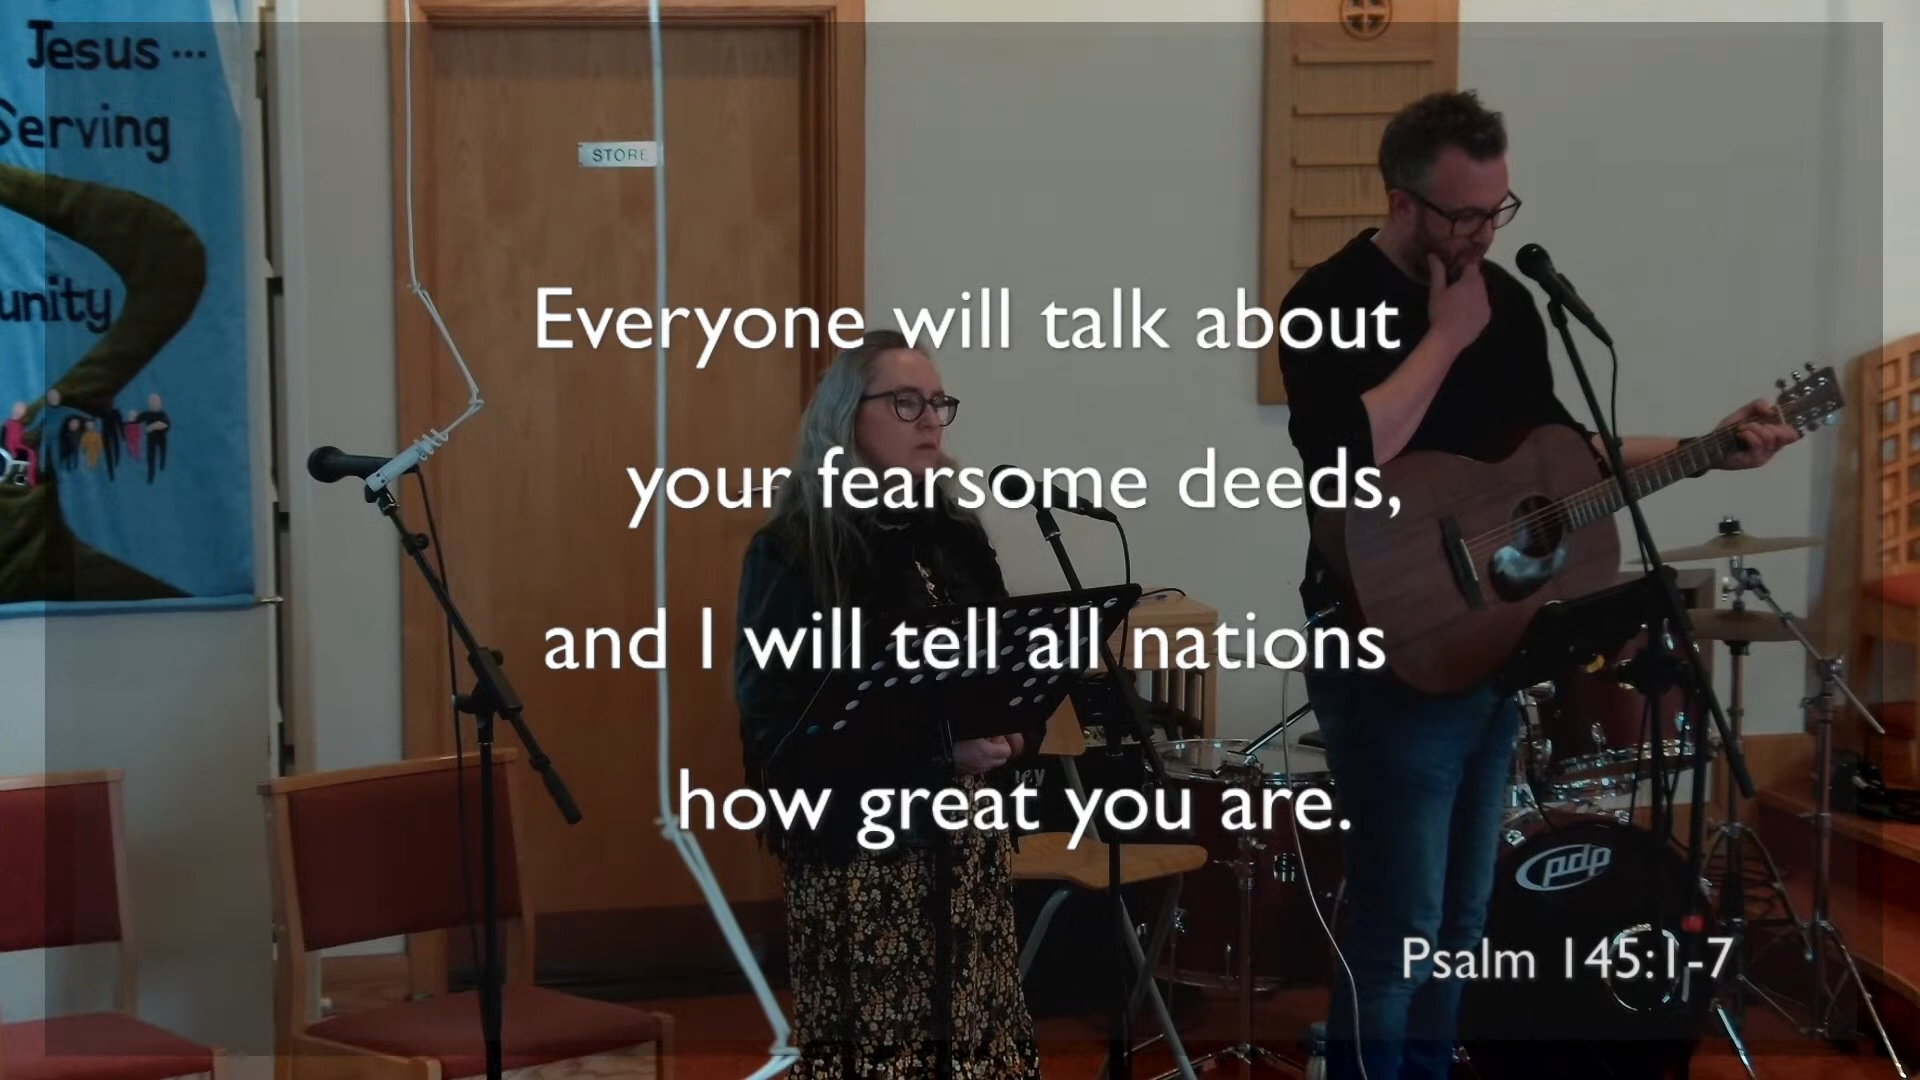 Jesus ...
Serving
unity
STORE
Everyone will talk about
your fearsome deeds,
and I will tell all nations
how great you are.
pdp
Psalm 145:1-7